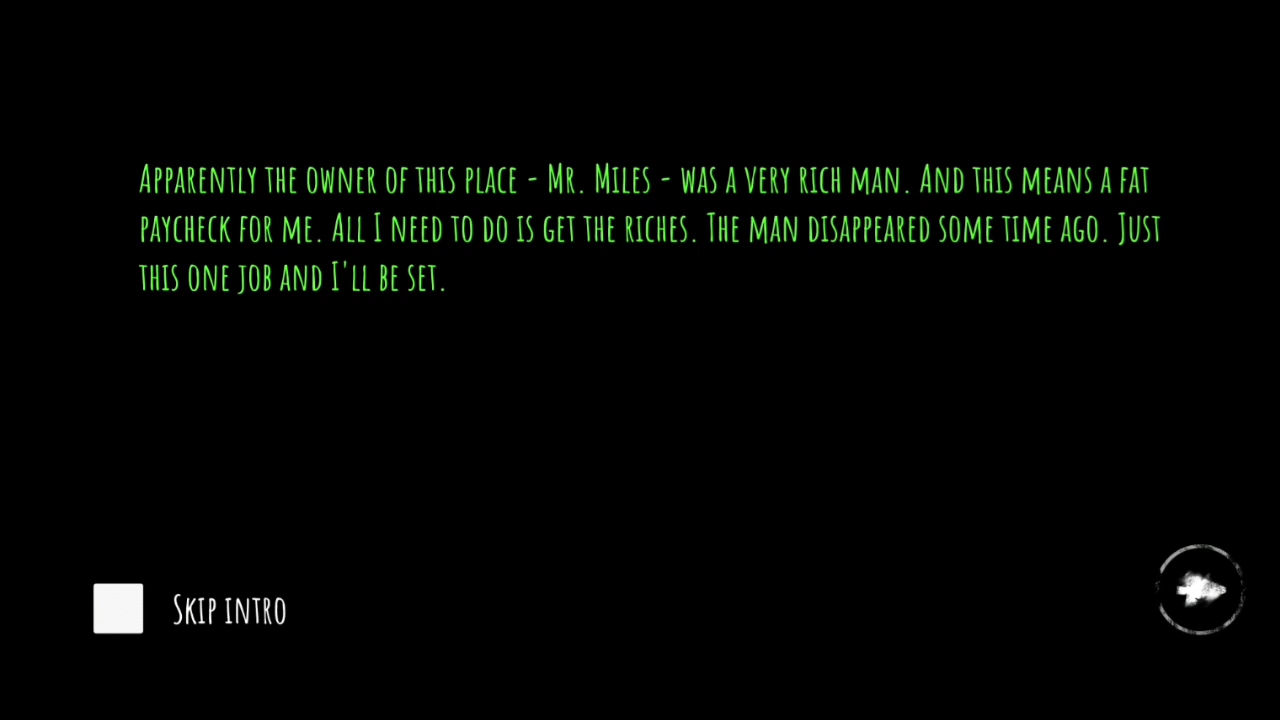 Apparently the owner of this place - Mr. Miles - was a very rich man. And this means a fat
paycheck for me. All I need to do is get the riches. The man disappeared some time ago. Just
this one job and I'll be set.
Skip intro